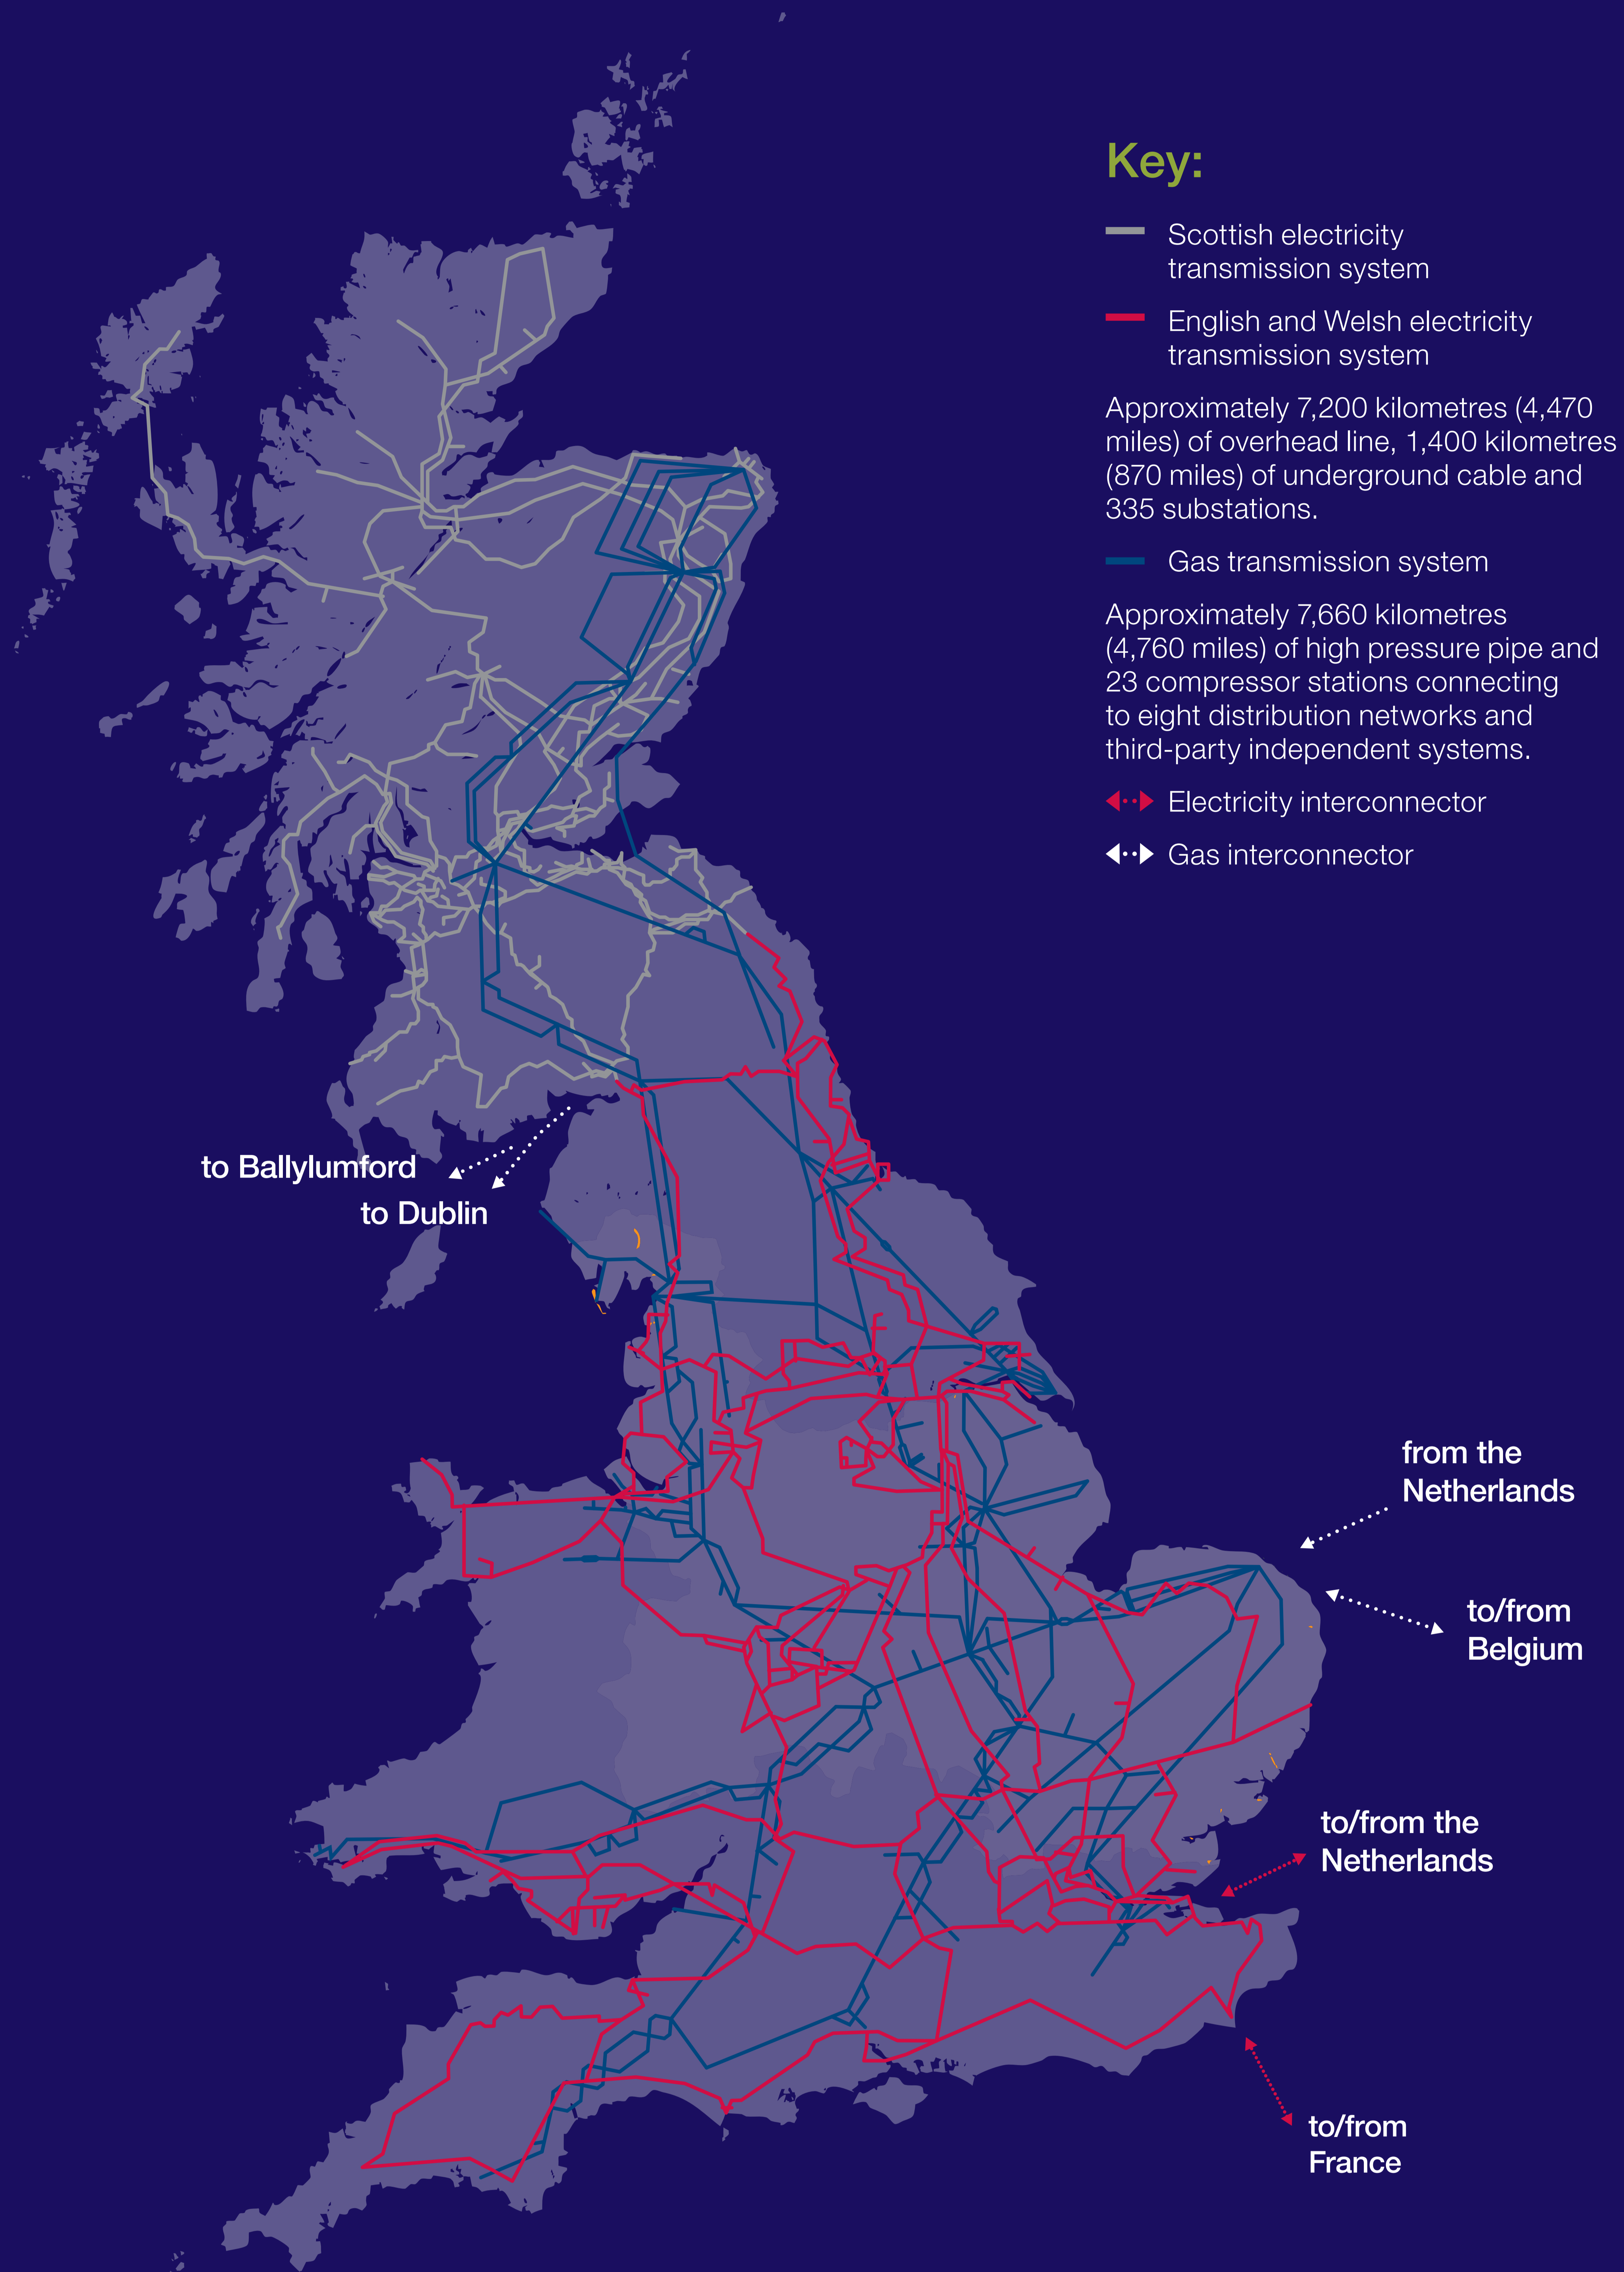 Key:
Scottish electricity
transmission system
English and Welsh electricity
transmission system
Approximately 7,200 kilometres (4,470
miles) of overhead line, 1,400 kilometres
(870 miles) of underground cable and
335 substations.
Gas transmission system
Approximately 7,660 kilometres
(4,760 miles) of high pressure pipe and
23 compressor stations connecting
to eight distribution networks and
third-party independent systems.
Electricity interconnector
Gas interconnector
to Ballylumford
to Dublin
from the
Netherlands
to/from
Belgium
to/from the
Netherlands
to/from
France